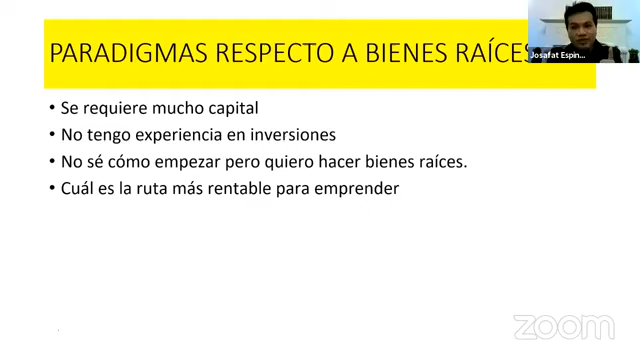 PARADIGMAS RESPECTO A BIENES RAÍCES
Josafat Espin...
• Se requiere mucho capital
• No tengo experiencia en inversiones
• No sé cómo empezar pero quiero hacer bienes raíces.
• Cuál es la ruta más rentable para emprender
zoom